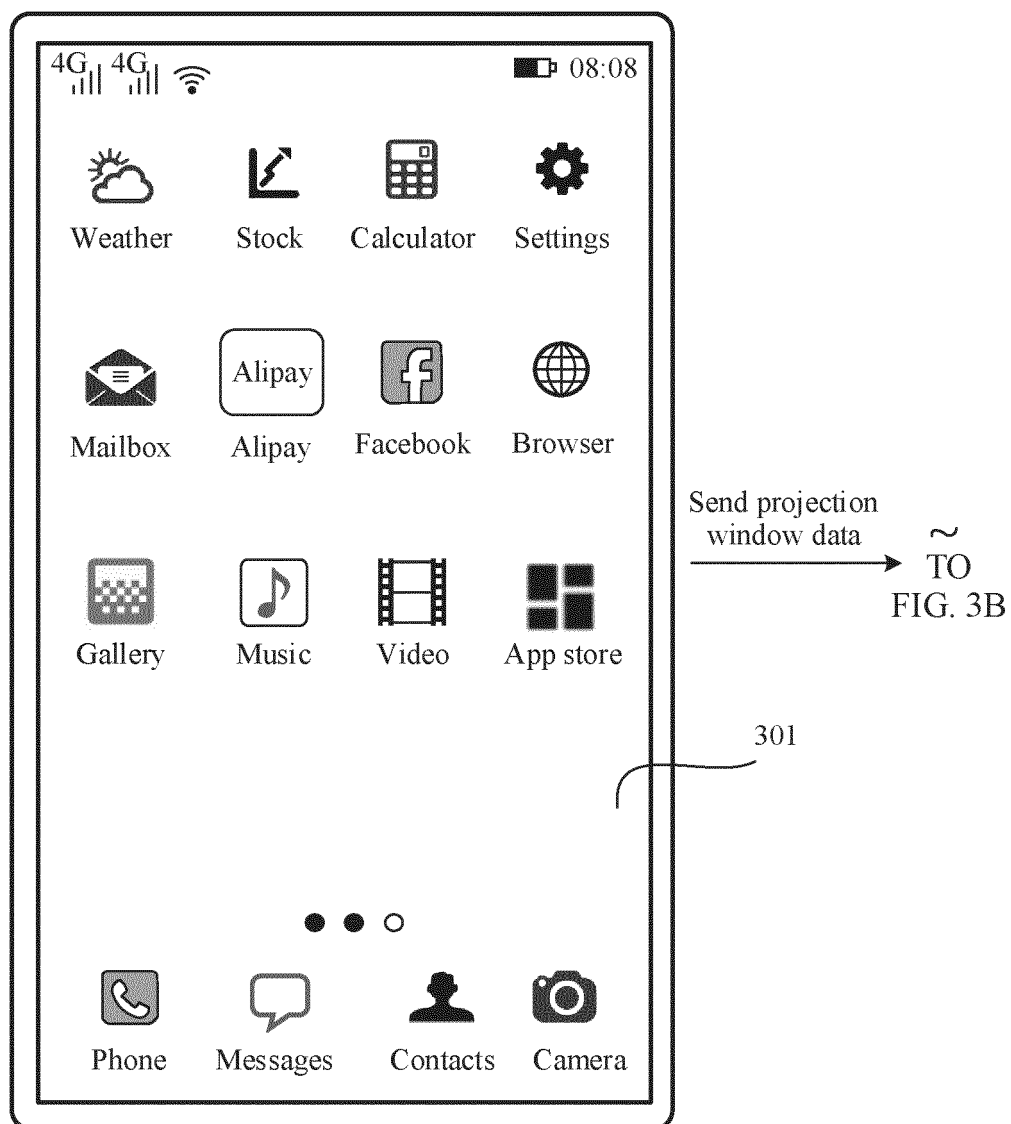 4G 4G 08:08
Weather Stock Calculator Settings
Alipay
Mailbox Alipay Facebook Browser
Send projection
window data
~
TO
FIG. 3B
Gallery Music Video App store
301
Phone Messages Contacts Camera